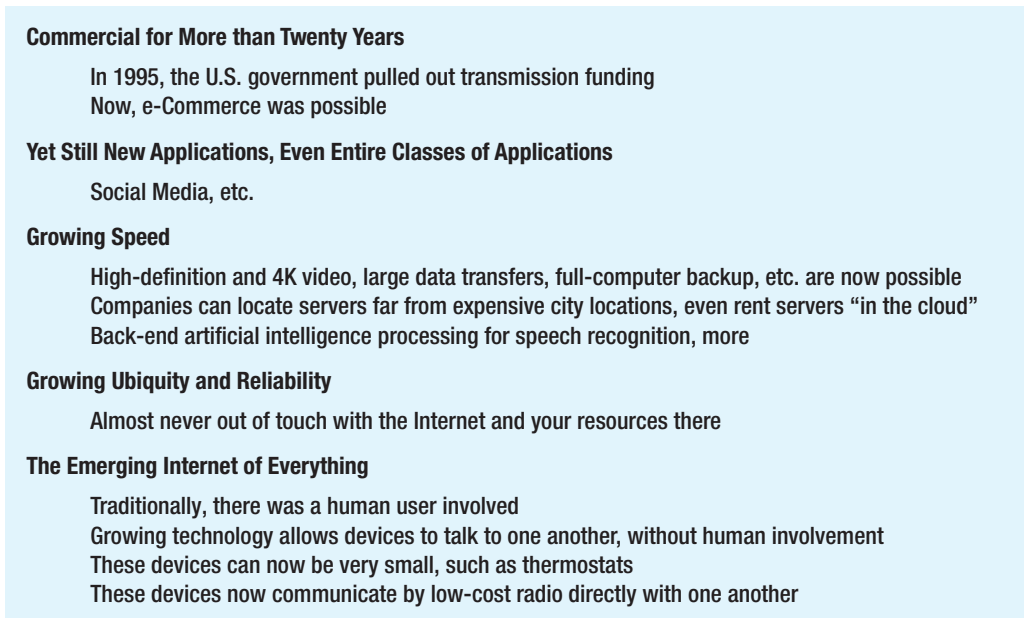 Commercial for More than Twenty Years
In 1995, the U.S. government pulled out transmission funding
Now, e-Commerce was possible
Yet Still New Applications, Even Entire Classes of Applications
Social Media, etc.
Growing Speed
High-definition and 4K video, large data transfers, full-computer backup, etc. are now possible
Companies can locate servers far from expensive city locations, even rent servers “in the cloud”
Back-end artificial intelligence processing for speech recognition, more
Growing Ubiquity and Reliability
Almost never out of touch with the Internet and your resources there
The Emerging Internet of Everything
Traditionally, there was a human user involved
Growing technology allows devices to talk to one another, without human involvement
These devices can now be very small, such as thermostats
These devices now communicate by low-cost radio directly with one another